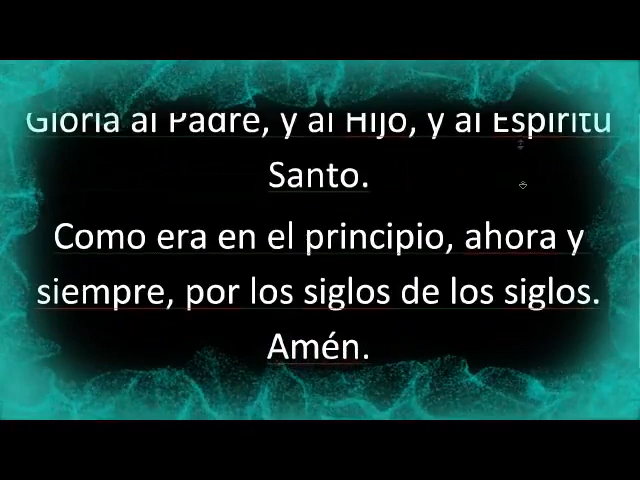 Gloria al Padre, y al Hijo, y al Espíritu
Santo.
Como era en el principio, ahora y
siempre, por los siglos de los siglos.
Amén.